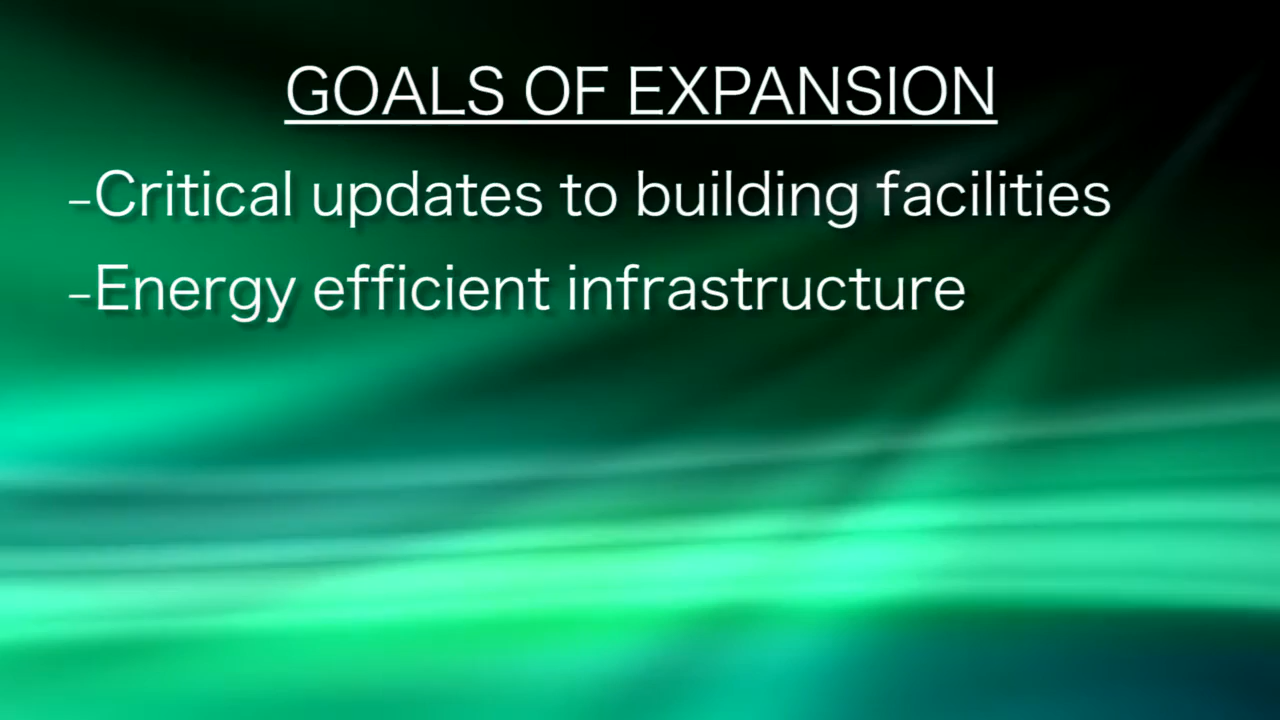 GOALS OF EXPANSION
-Critical updates to building facilities
-Energy efficient infrastructure